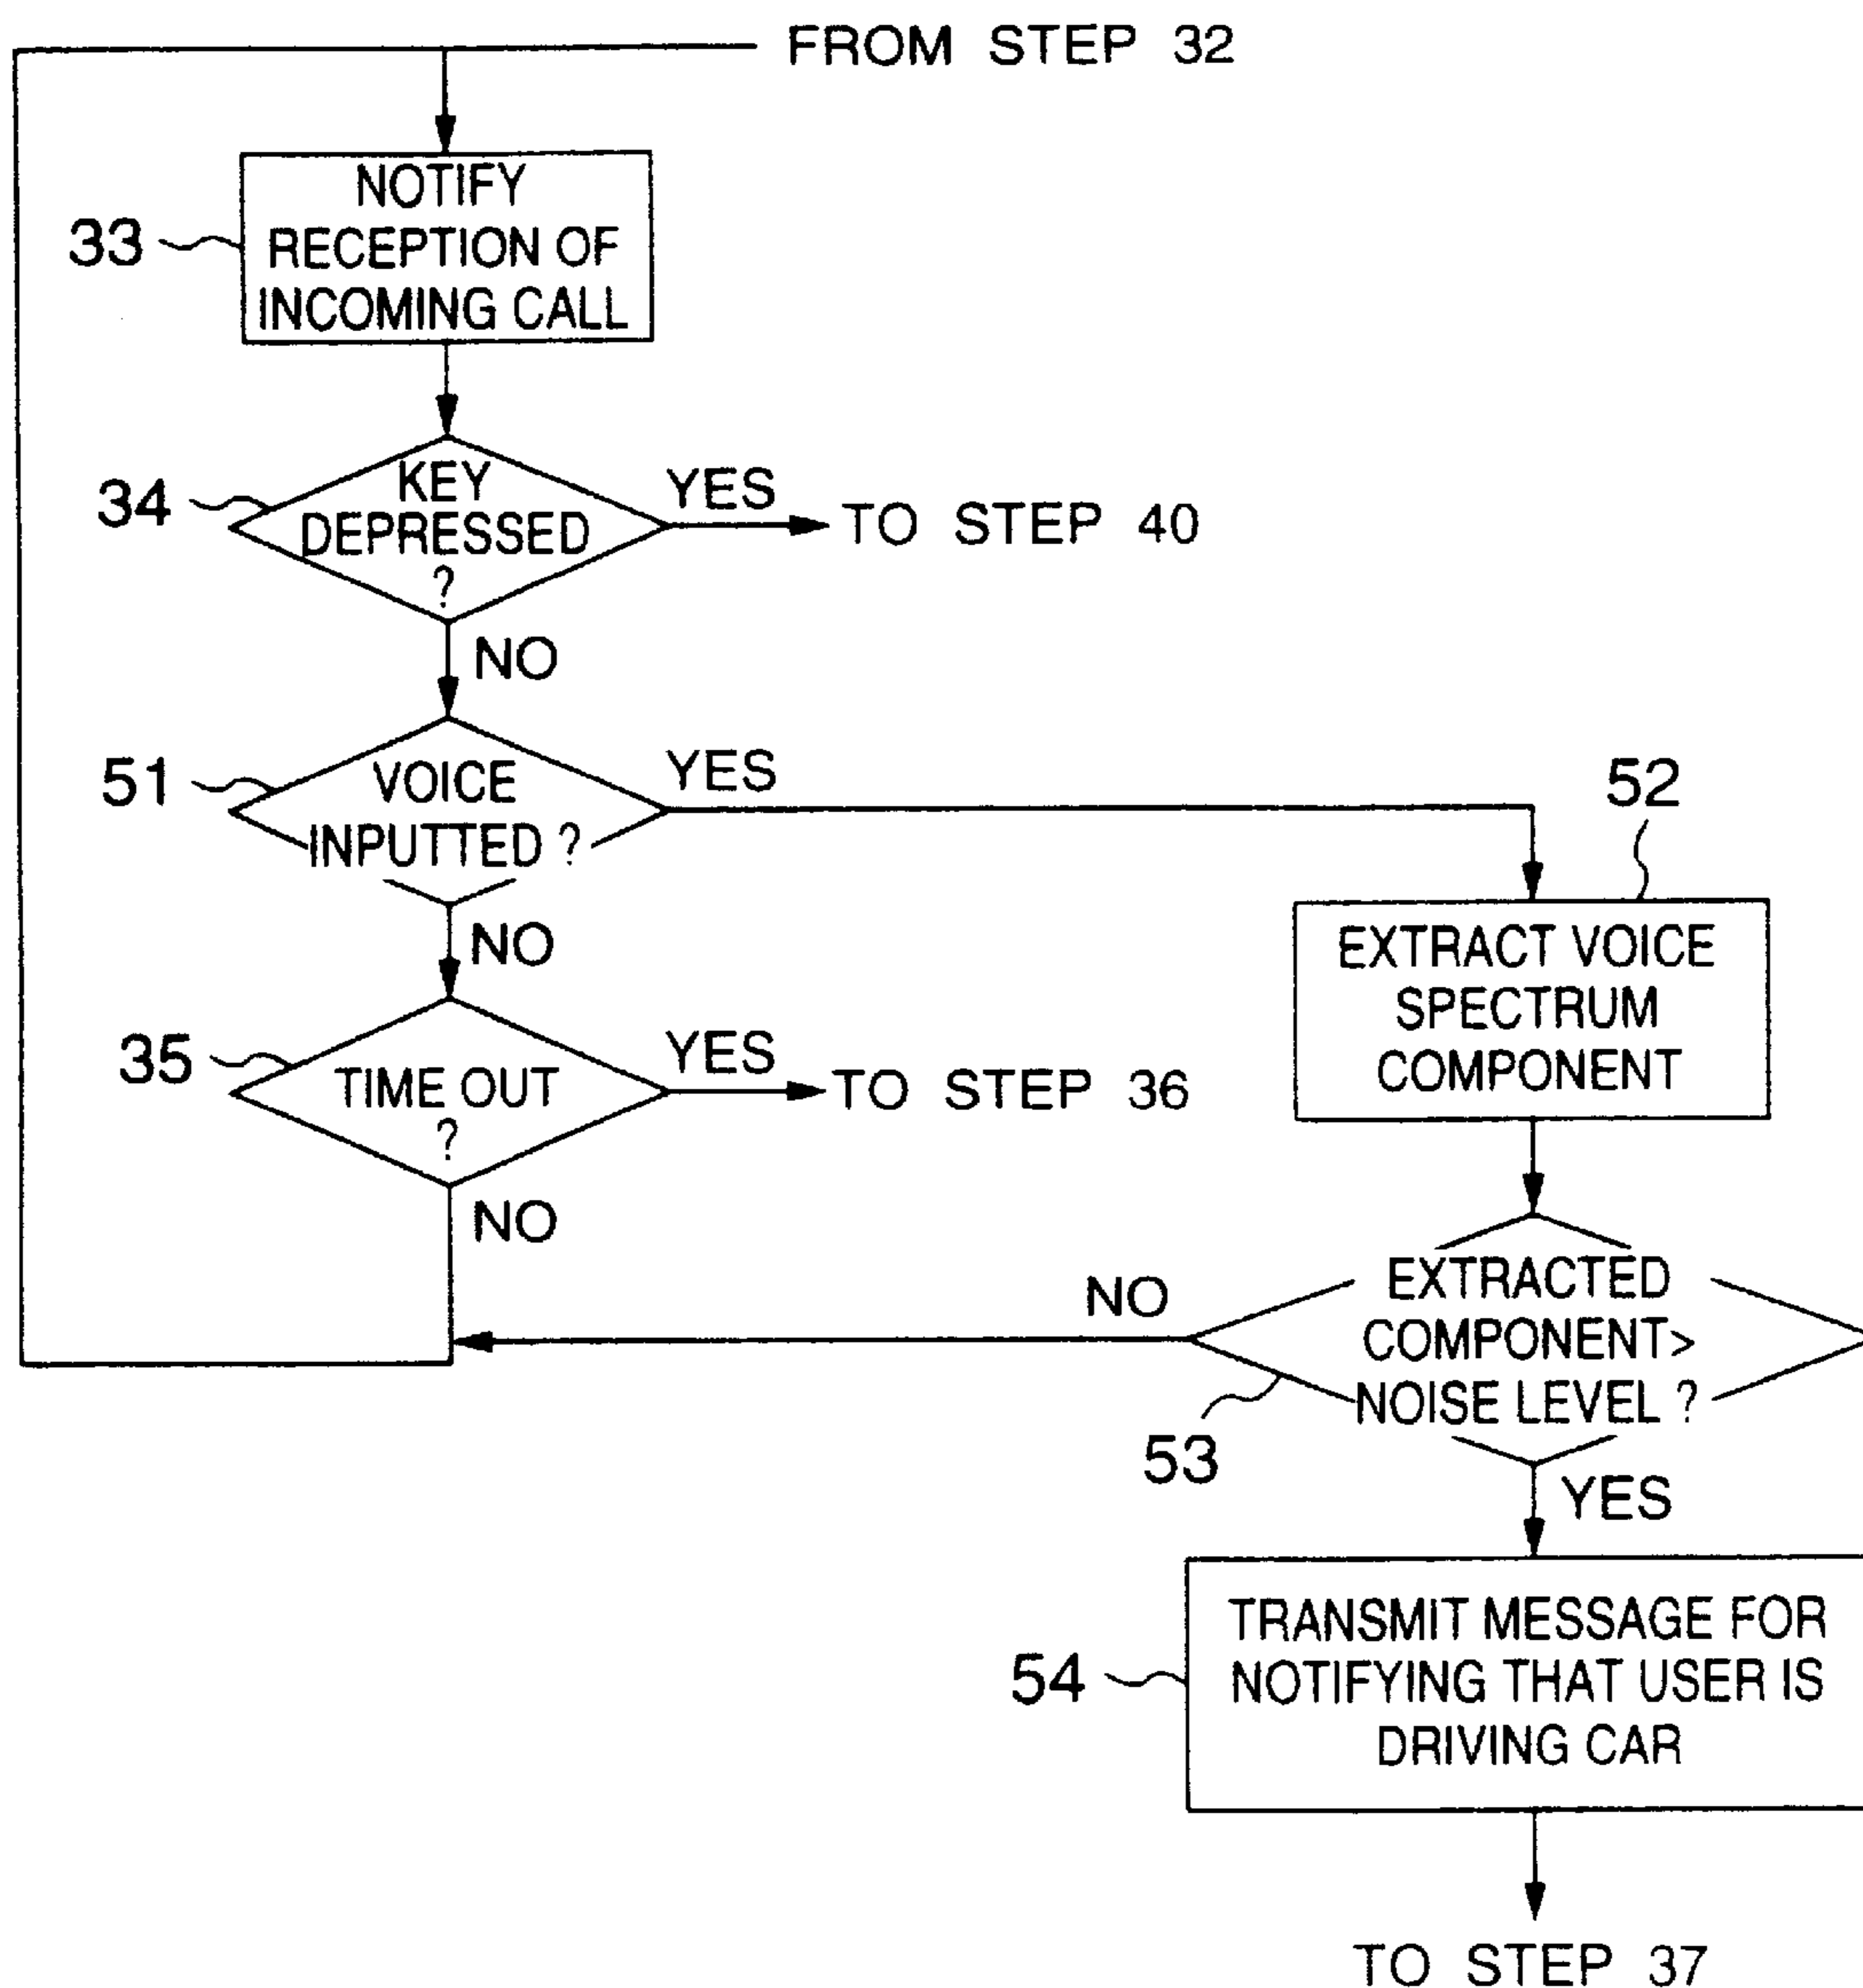 FROM STEP 32
33
NOTIFY
RECEPTION OF
INCOMING CALL
34
KEY
DEPRESSED
?
YES
TO STEP 40
NO
51
VOICE
INPUTTED ?
YES
52
NO
EXTRACT VOICE
SPECTRUM
COMPONENT
35
TIME OUT
?
YES
TO STEP 36
NO
EXTRACTED
COMPONENT>
NOISE LEVEL ?
NO
53
YES
54
TRANSMIT MESSAGE FOR
NOTIFYING THAT USER IS
DRIVING CAR
TO STEP 37